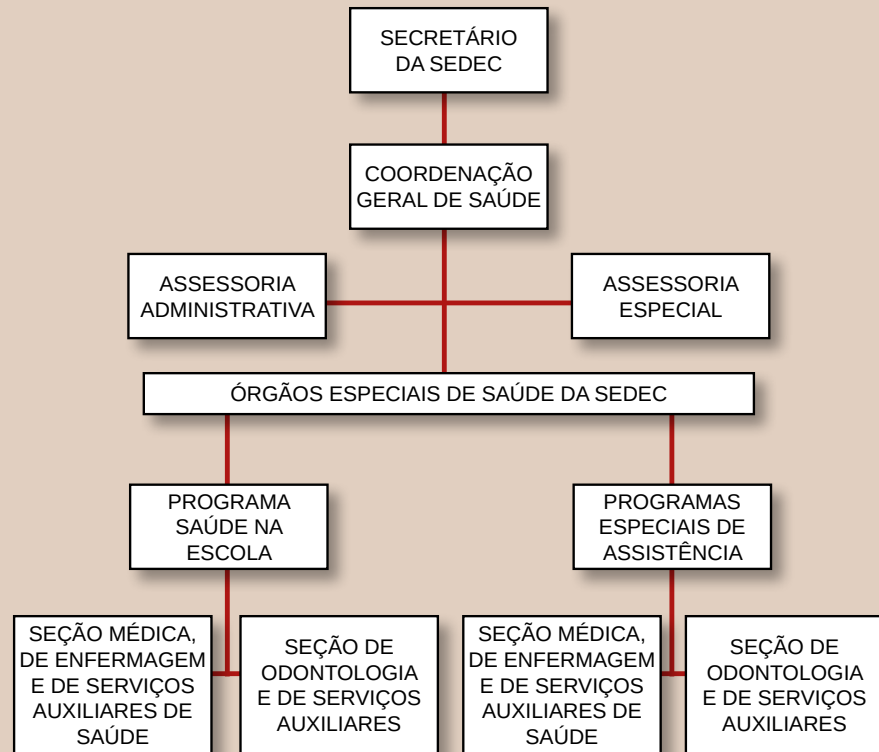 SECRETÁRIO
DA SEDEC
COORDENAÇÃO
GERAL DE SAÚDE
ASSESSORIA
ADMINISTRATIVA
ASSESSORIA
ESPECIAL
ÓRGÃOS ESPECIAIS DE SAÚDE DA SEDEC
PROGRAMA
SAÚDE NA
ESCOLA
PROGRAMAS
ESPECIAIS DE
ASSISTÊNCIA
SEÇÃO MÉDICA,
DE ENFERMAGEM
E DE SERVIÇOS
AUXILIARES DE
SAÚDE
SEÇÃO DE
ODONTOLOGIA
E DE SERVIÇOS
AUXILIARES
SEÇÃO MÉDICA,
DE ENFERMAGEM
E DE SERVIÇOS
AUXILIARES DE
SAÚDE
SEÇÃO DE
ODONTOLOGIA
E DE SERVIÇOS
AUXILIARES